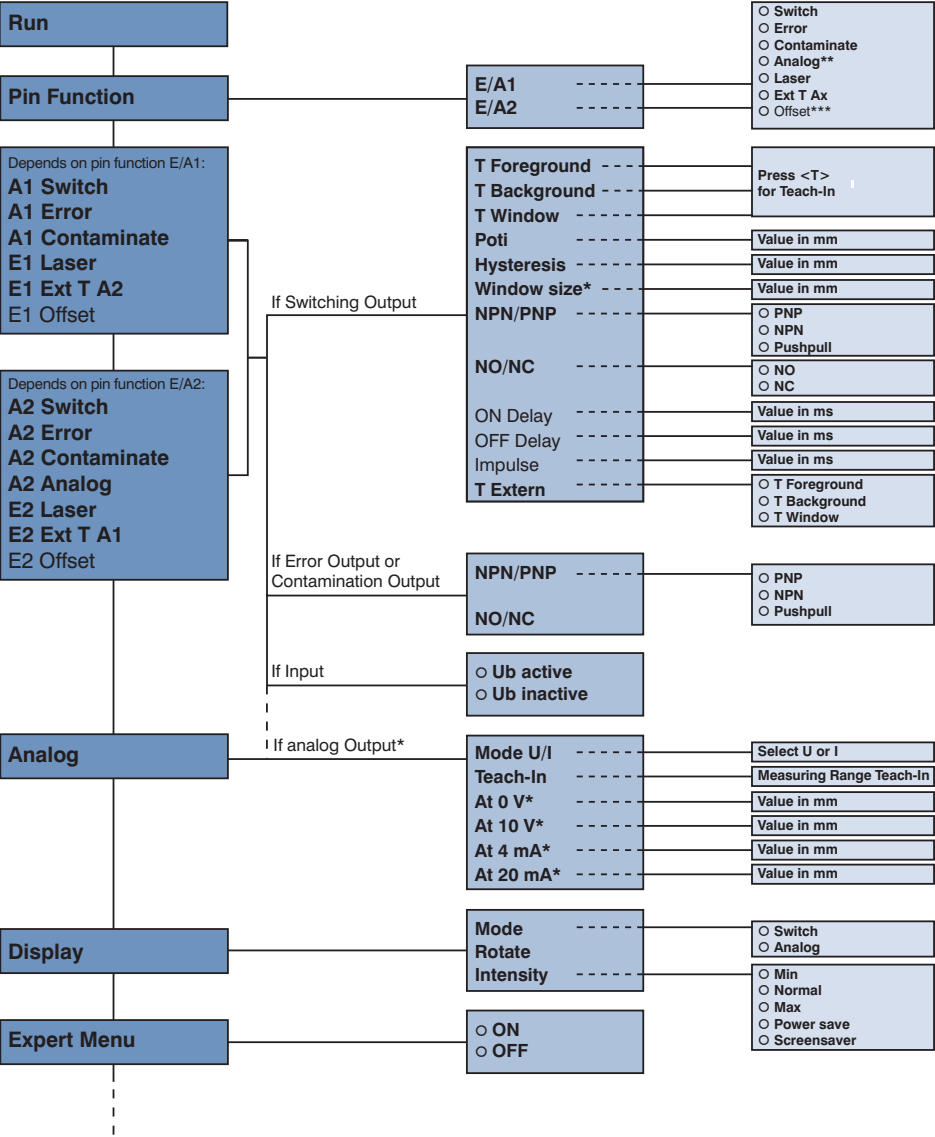 Run
Pin Function
E/A1
E/A2
○ Switch
○ Error
○ Contaminate
○ Analog**
○ Laser
○ Ext T Ax
○ Offset***
Depends on pin function E/A1:
A1 Switch
A1 Error
A1 Contaminate
E1 Laser
E1 Ext T A2
E1 Offset
Depends on pin function E/A2:
A2 Switch
A2 Error
A2 Contaminate
A2 Analog
E2 Laser
E2 Ext T A1
E2 Offset
If Switching Output
T Foreground
T Background
T Window
Poti
Hysteresis
Window size*
NPN/PNP
NO/NC
ON Delay
OFF Delay
Impulse
T Extern
Press <T>
for Teach-In
Value in mm
Value in mm
Value in mm
○ PNP
○ NPN
○ Pushpull
○ NO
○ NC
Value in ms
Value in ms
Value in ms
○ T Foreground
○ T Background
○ T Window
If Error Output or
Contamination Output
NPN/PNP
NO/NC
○ PNP
○ NPN
○ Pushpull
If Input
○ Ub active
○ Ub inactive
Analog
If analog Output*
Mode U/I
Teach-In
At 0 V*
At 10 V*
At 4 mA*
At 20 mA*
Select U or I
Measuring Range Teach-In
Value in mm
Value in mm
Value in mm
Value in mm
Display
Mode
Rotate
Intensity
○ Switch
○ Analog
○ Min
○ Normal
○ Max
○ Power save
○ Screensaver
Expert Menu
○ ON
○ OFF